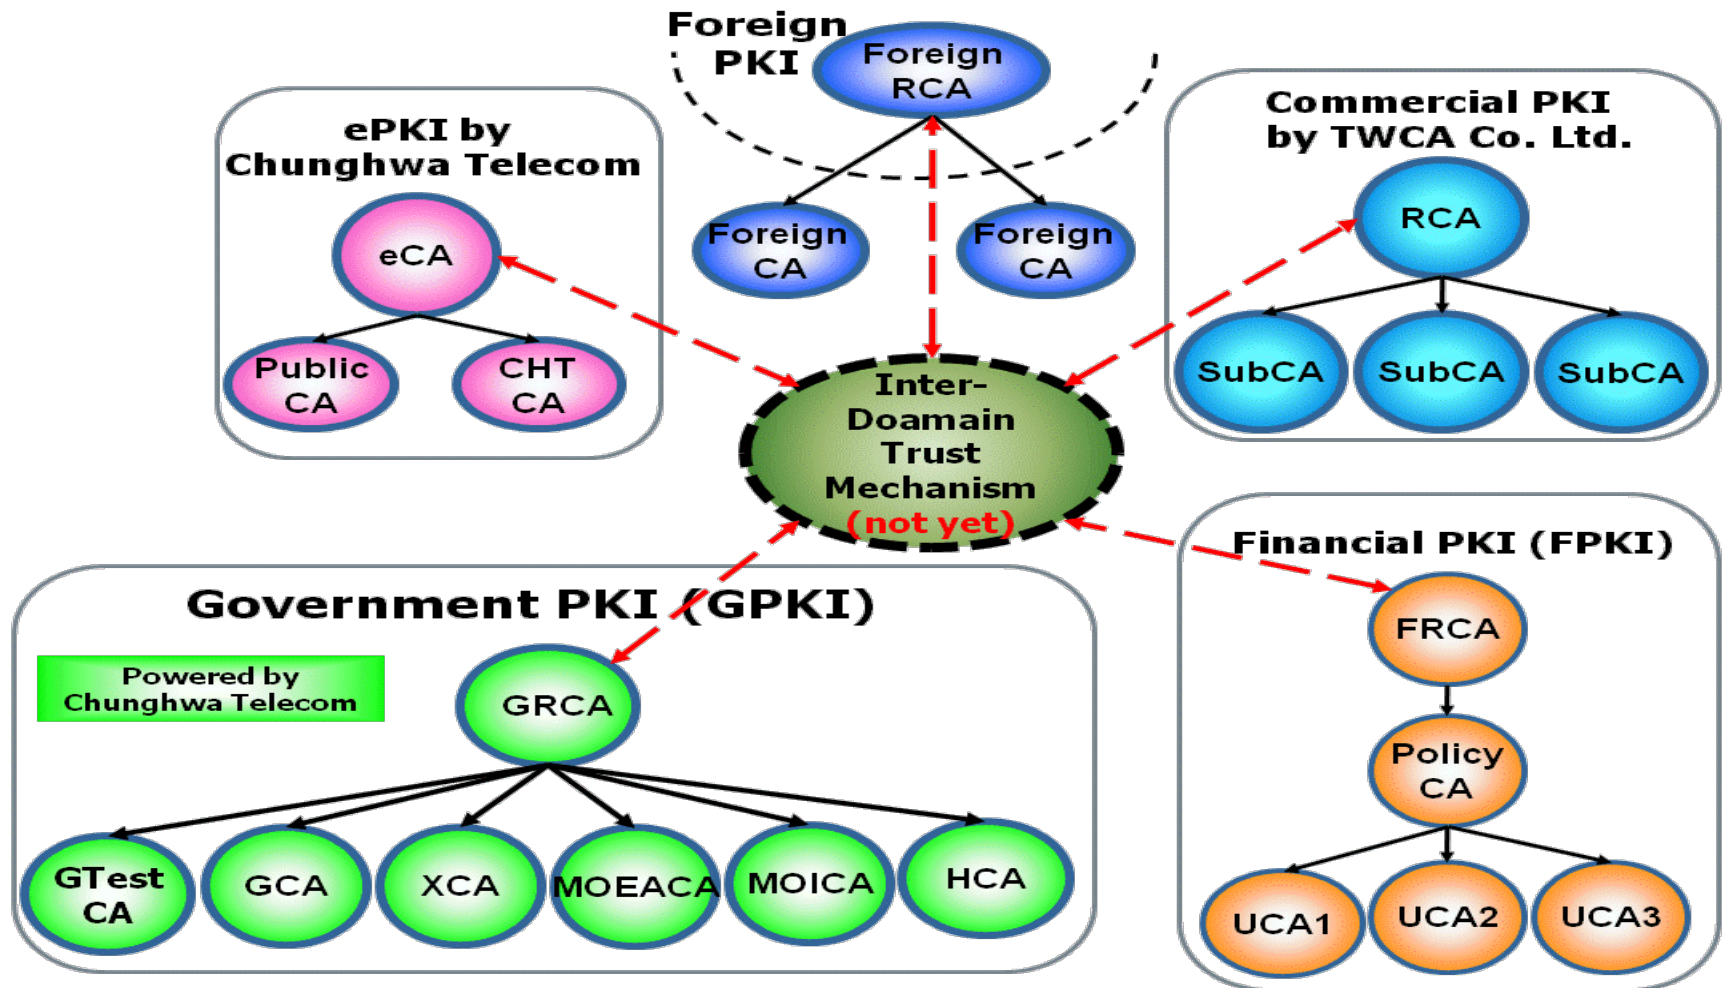 Foreign
PKI
Foreign
RCA
Foreign
CA
Foreign
CA
ePKI by
Chunghwa Telecom
eCA
Public
CA
CHT
CA
Commercial PKI
by TWCA Co. Ltd.
RCA
SubCA
SubCA
SubCA
Inter-
Doamain
Trust
Mechanism
(not yet)
Government PKI (GPKI)
Powered by
Chunghwa Telecom
GRCA
GTest
CA
GCA
XCA
MOEACA
MOICA
HCA
Financial PKI (FPKI)
FRCA
Policy
CA
UCA1
UCA2
UCA3